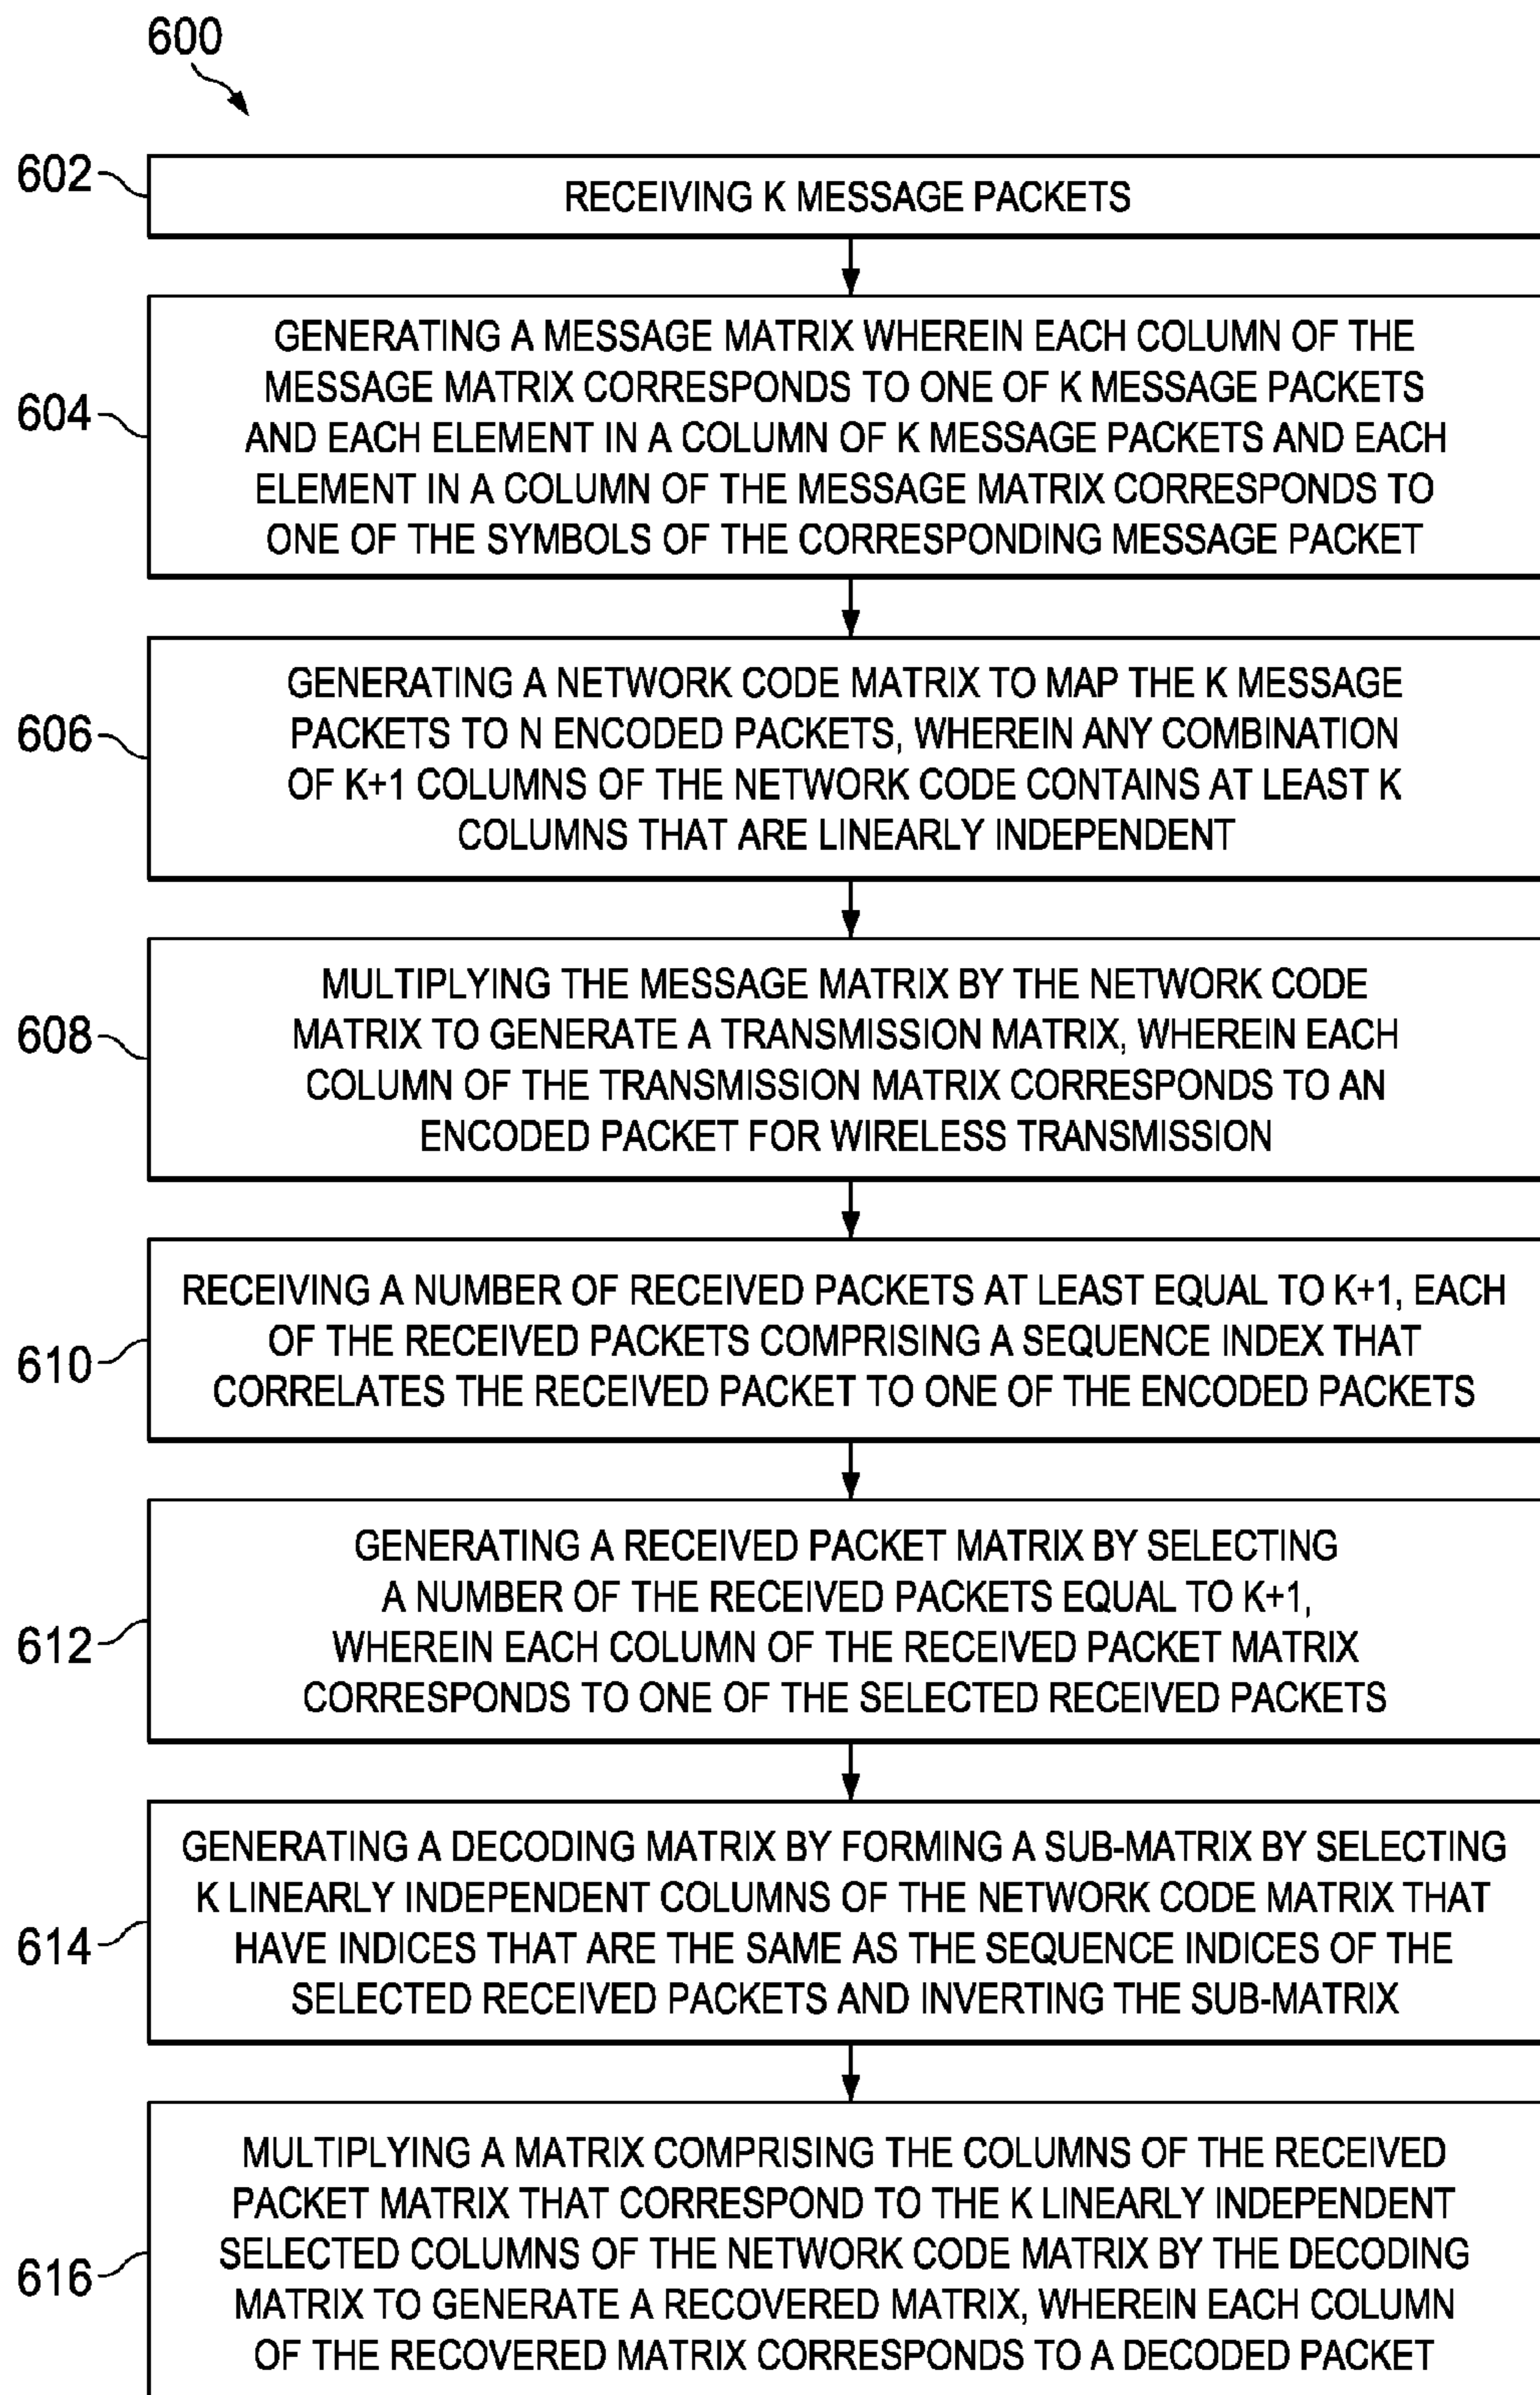 600
602
RECEIVING K MESSAGE PACKETS
604
GENERATING A MESSAGE MATRIX WHEREIN EACH COLUMN OF THE
MESSAGE MATRIX CORRESPONDS TO ONE OF K MESSAGE PACKETS
AND EACH ELEMENT IN A COLUMN OF K MESSAGE PACKETS AND EACH
ELEMENT IN A COLUMN OF THE MESSAGE MATRIX CORRESPONDS TO
ONE OF THE SYMBOLS OF THE CORRESPONDING MESSAGE PACKET
606
GENERATING A NETWORK CODE MATRIX TO MAP THE K MESSAGE
PACKETS TO N ENCODED PACKETS, WHEREIN ANY COMBINATION
OF K+1 COLUMNS OF THE NETWORK CODE CONTAINS AT LEAST K
COLUMNS THAT ARE LINEARLY INDEPENDENT
608
MULTIPLYING THE MESSAGE MATRIX BY THE NETWORK CODE
MATRIX TO GENERATE A TRANSMISSION MATRIX, WHEREIN EACH
COLUMN OF THE TRANSMISSION MATRIX CORRESPONDS TO AN
ENCODED PACKET FOR WIRELESS TRANSMISSION
610
RECEIVING A NUMBER OF RECEIVED PACKETS AT LEAST EQUAL TO K+1, EACH
OF THE RECEIVED PACKETS COMPRISING A SEQUENCE INDEX THAT
CORRELATES THE RECEIVED PACKET TO ONE OF THE ENCODED PACKETS
612
GENERATING A RECEIVED PACKET MATRIX BY SELECTING
A NUMBER OF THE RECEIVED PACKETS EQUAL TO K+1,
WHEREIN EACH COLUMN OF THE RECEIVED PACKET MATRIX
CORRESPONDS TO ONE OF THE SELECTED RECEIVED PACKETS
614
GENERATING A DECODING MATRIX BY FORMING A SUB-MATRIX BY SELECTING
K LINEARLY INDEPENDENT COLUMNS OF THE NETWORK CODE MATRIX THAT
HAVE INDICES THAT ARE THE SAME AS THE SEQUENCE INDICES OF THE
SELECTED RECEIVED PACKETS AND INVERTING THE SUB-MATRIX
616
MULTIPLYING A MATRIX COMPRISING THE COLUMNS OF THE RECEIVED
PACKET MATRIX THAT CORRESPOND TO THE K LINEARLY INDEPENDENT
SELECTED COLUMNS OF THE NETWORK CODE MATRIX BY THE DECODING
MATRIX TO GENERATE A RECOVERED MATRIX, WHEREIN EACH COLUMN
OF THE RECOVERED MATRIX CORRESPONDS TO A DECODED PACKET